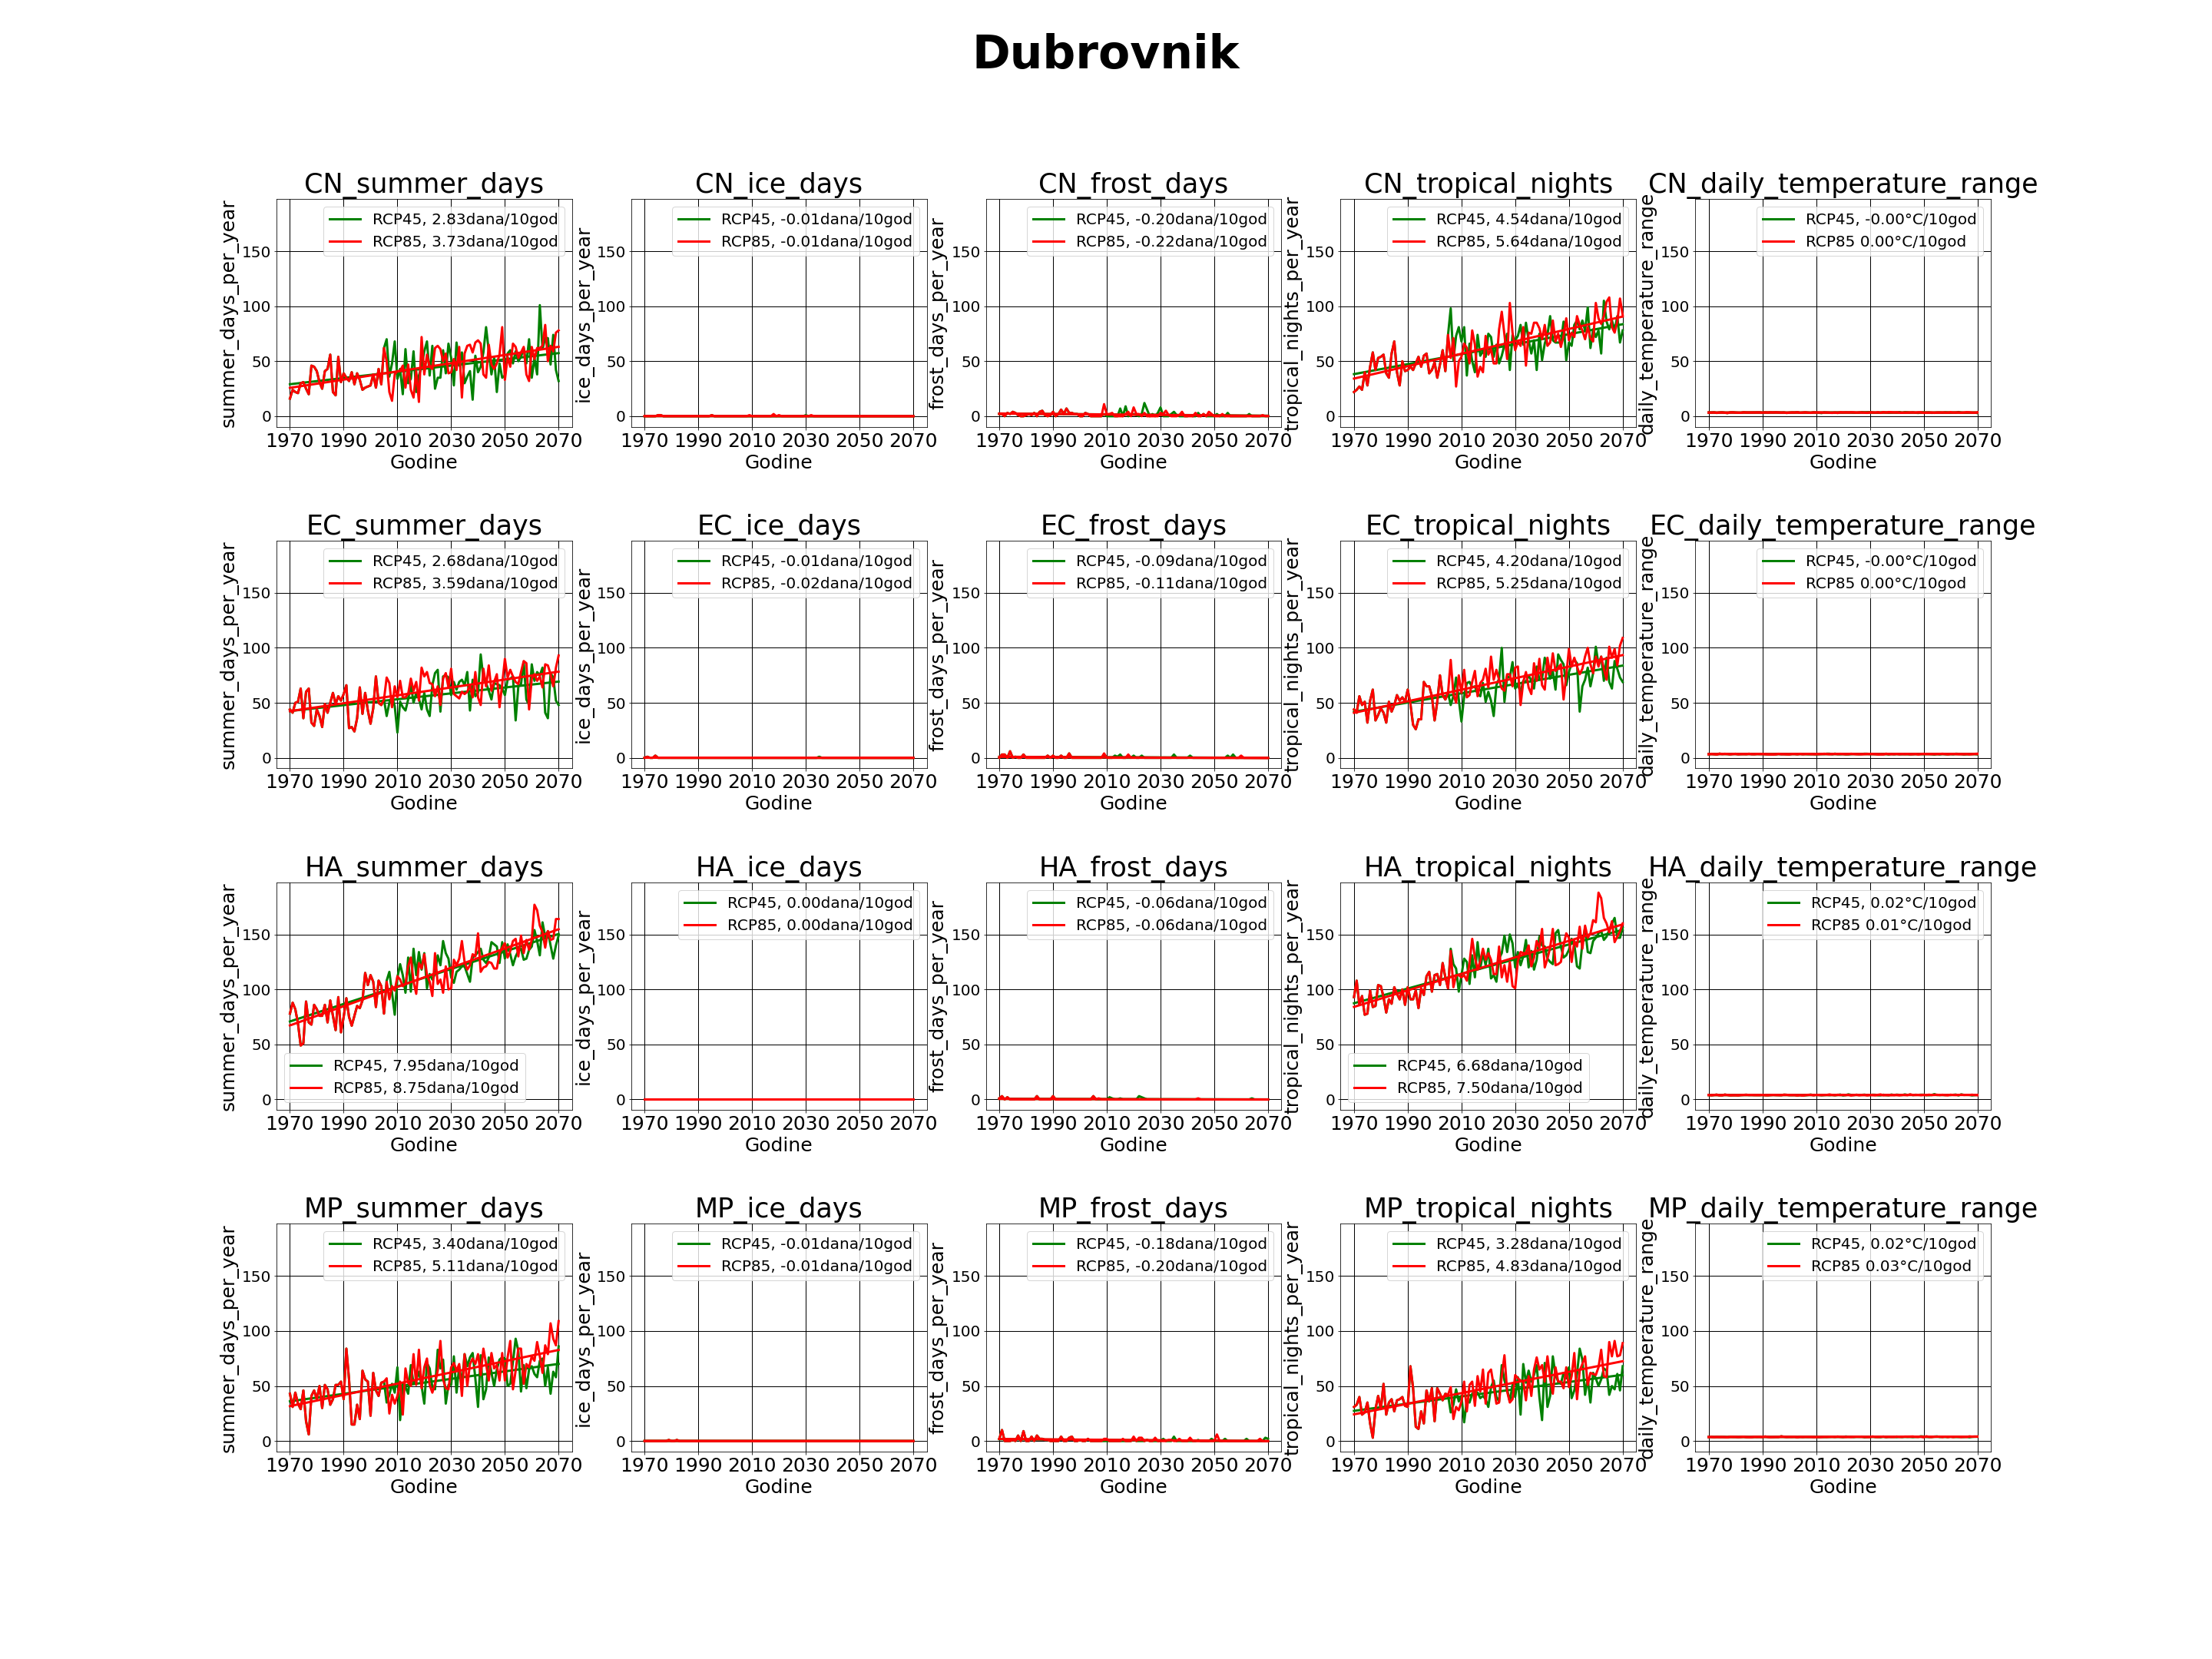 Dubrovnik
CN_summer_days
summer_days_per_year
RCP45, 2.83dana/10god
RCP85, 3.73dana/10god
150
100
50
0
1970 1990 2010 2030 2050 2070
Godine
CN_ice_days
ice_days_per_year
RCP45, -0.01dana/10god
RCP85, -0.01dana/10god
150
100
50
0
1970 1990 2010 2030 2050 2070
Godine
CN_frost_days
frost_days_per_year
RCP45, -0.20dana/10god
RCP85, -0.22dana/10god
150
100
50
0
1970 1990 2010 2030 2050 2070
Godine
CN_tropical_nights
tropical_nights_per_year
RCP45, 4.54dana/10god
RCP85, 5.64dana/10god
150
100
50
0
1970 1990 2010 2030 2050 2070
Godine
CN_daily_temperature_range
daily_temperature_range
RCP45, -0.00°C/10god
RCP85 0.00°C/10god
150
100
50
0
1970 1990 2010 2030 2050 2070
Godine
EC_summer_days
summer_days_per_year
RCP45, 2.68dana/10god
RCP85, 3.59dana/10god
150
100
50
0
1970 1990 2010 2030 2050 2070
Godine
EC_ice_days
ice_days_per_year
RCP45, -0.01dana/10god
RCP85, -0.02dana/10god
150
100
50
0
1970 1990 2010 2030 2050 2070
Godine
EC_frost_days
frost_days_per_year
RCP45, -0.09dana/10god
RCP85, -0.11dana/10god
150
100
50
0
1970 1990 2010 2030 2050 2070
Godine
EC_tropical_nights
tropical_nights_per_year
RCP45, 4.20dana/10god
RCP85, 5.25dana/10god
150
100
50
0
1970 1990 2010 2030 2050 2070
Godine
EC_daily_temperature_range
daily_temperature_range
RCP45, -0.00°C/10god
RCP85 0.00°C/10god
150
100
50
0
1970 1990 2010 2030 2050 2070
Godine
HA_summer_days
summer_days_per_year
150
100
50
0
RCP45, 7.95dana/10god
RCP85, 8.75dana/10god
1970 1990 2010 2030 2050 2070
Godine
HA_ice_days
ice_days_per_year
RCP45, 0.00dana/10god
RCP85, 0.00dana/10god
150
100
50
0
1970 1990 2010 2030 2050 2070
Godine
HA_frost_days
frost_days_per_year
RCP45, -0.06dana/10god
RCP85, -0.06dana/10god
150
100
50
0
1970 1990 2010 2030 2050 2070
Godine
HA_tropical_nights
tropical_nights_per_year
150
100
50
0
RCP45, 6.68dana/10god
RCP85, 7.50dana/10god
1970 1990 2010 2030 2050 2070
Godine
HA_daily_temperature_range
daily_temperature_range
RCP45, 0.02°C/10god
RCP85 0.01°C/10god
150
100
50
0
1970 1990 2010 2030 2050 2070
Godine
MP_summer_days
summer_days_per_year
RCP45, 3.40dana/10god
RCP85, 5.11dana/10god
150
100
50
0
1970 1990 2010 2030 2050 2070
Godine
MP_ice_days
ice_days_per_year
RCP45, -0.01dana/10god
RCP85, -0.01dana/10god
150
100
50
0
1970 1990 2010 2030 2050 2070
Godine
MP_frost_days
frost_days_per_year
RCP45, -0.18dana/10god
RCP85, -0.20dana/10god
150
100
50
0
1970 1990 2010 2030 2050 2070
Godine
MP_tropical_nights
tropical_nights_per_year
RCP45, 3.28dana/10god
RCP85, 4.83dana/10god
150
100
50
0
1970 1990 2010 2030 2050 2070
Godine
MP_daily_temperature_range
daily_temperature_range
RCP45, 0.02°C/10god
RCP85 0.03°C/10god
150
100
50
0
1970 1990 2010 2030 2050 2070
Godine